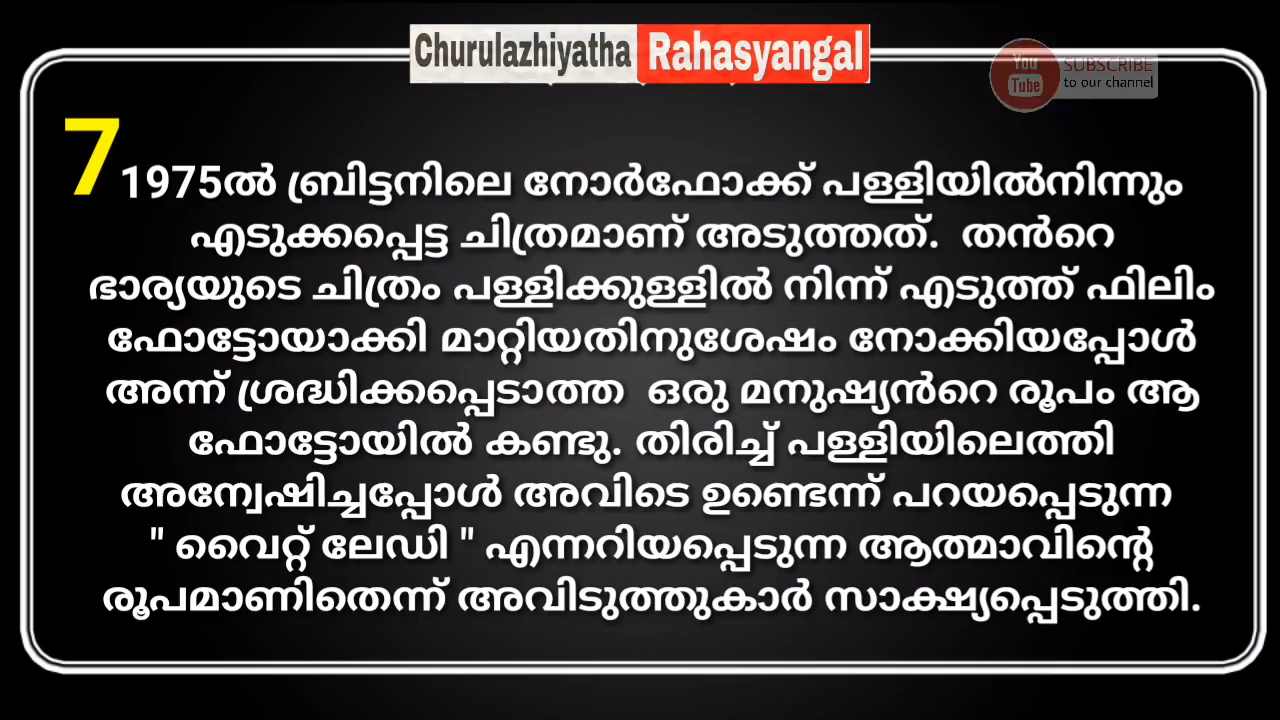 Churulazhiyatha Rahasyangal
You Tube SUBSCRIBE to our channel
7
1975ൽ ബ്രിട്ടനിലെ നോർഫോക്ക് പള്ളിയിൽനിന്നും
എടുക്കപ്പെട്ട ചിത്രമാണ് അടുത്തത്. തൻറെ
ഭാര്യയുടെ ചിത്രം പള്ളിക്കുള്ളിൽ നിന്ന് എടുത്ത് ഫിലിം
ഫോട്ടോയാക്കി മാറ്റിയതിനുശേഷം നോക്കിയപ്പോൾ
അന്ന് ശ്രദ്ധിക്കപ്പെടാത്ത ഒരു മനുഷ്യൻറെ രൂപം ആ
ഫോട്ടോയിൽ കണ്ടു. തിരിച്ച് പള്ളിയിലെത്തി
അന്വേഷിച്ചപ്പോൾ അവിടെ ഉണ്ടെന്ന് പറയപ്പെടുന്ന
" വൈറ്റ് ലേഡി " എന്നറിയപ്പെടുന്ന ആത്മാവിന്റെ
രൂപമാണിതെന്ന് അവിടുത്തുകാർ സാക്ഷ്യപ്പെടുത്തി.